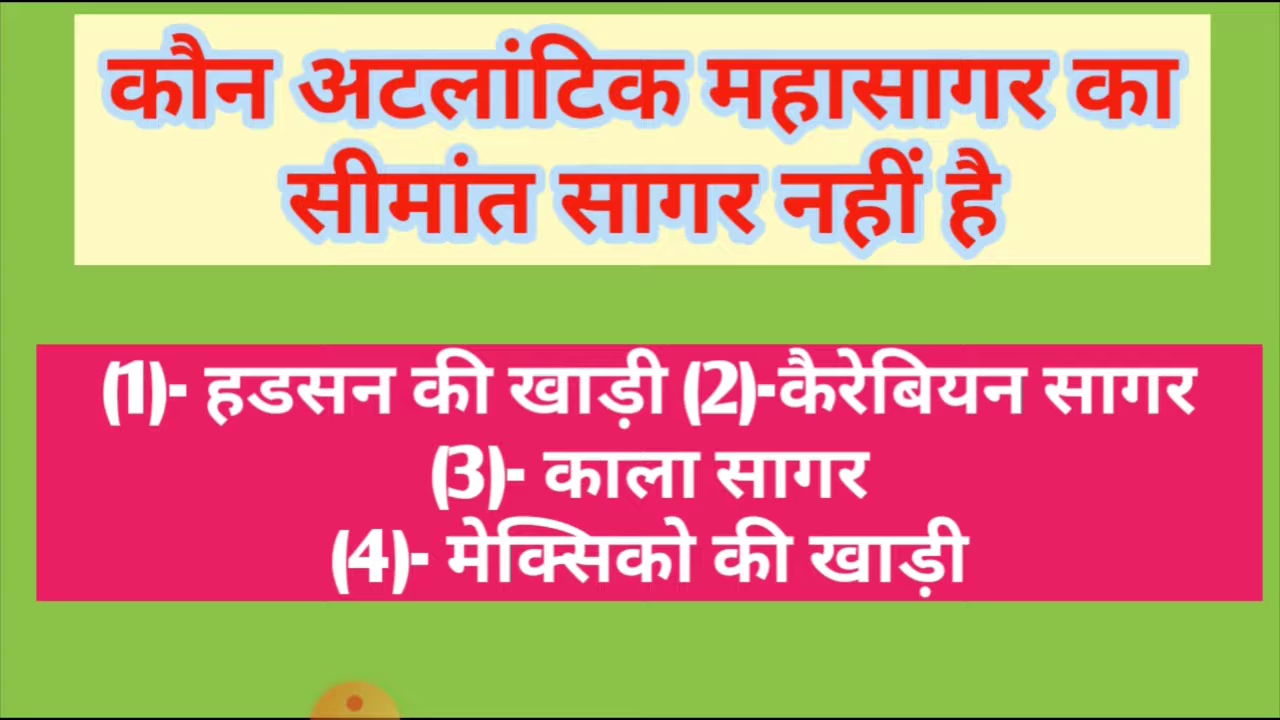 कौन अटलांटिक महासागर का
सीमांत सागर नहीं है
(1)- हडसन की खाड़ी (2)-कैरेबियन सागर
(3)- काला सागर
(4)- मेक्सिको की खाड़ी